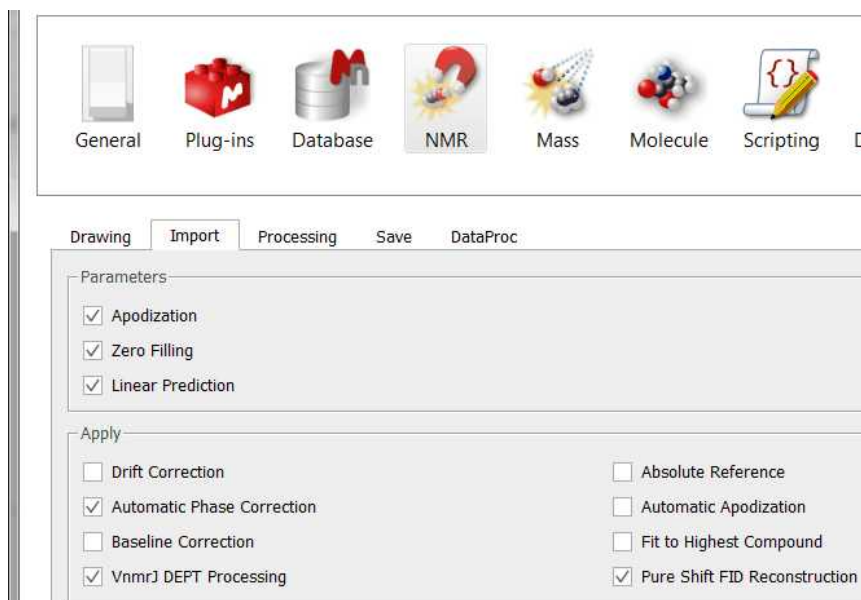 General Plug-ins Database NMR Mass Molecule Scripting D
Drawing Import Processing Save DataProc
Parameters
Apodization
Zero Filling
Linear Prediction
Apply
Drift Correction Absolute Reference
Automatic Phase Correction Automatic Apodization
Baseline Correction Fit to Highest Compound
VnmrJ DEPT Processing Pure Shift FID Reconstruction